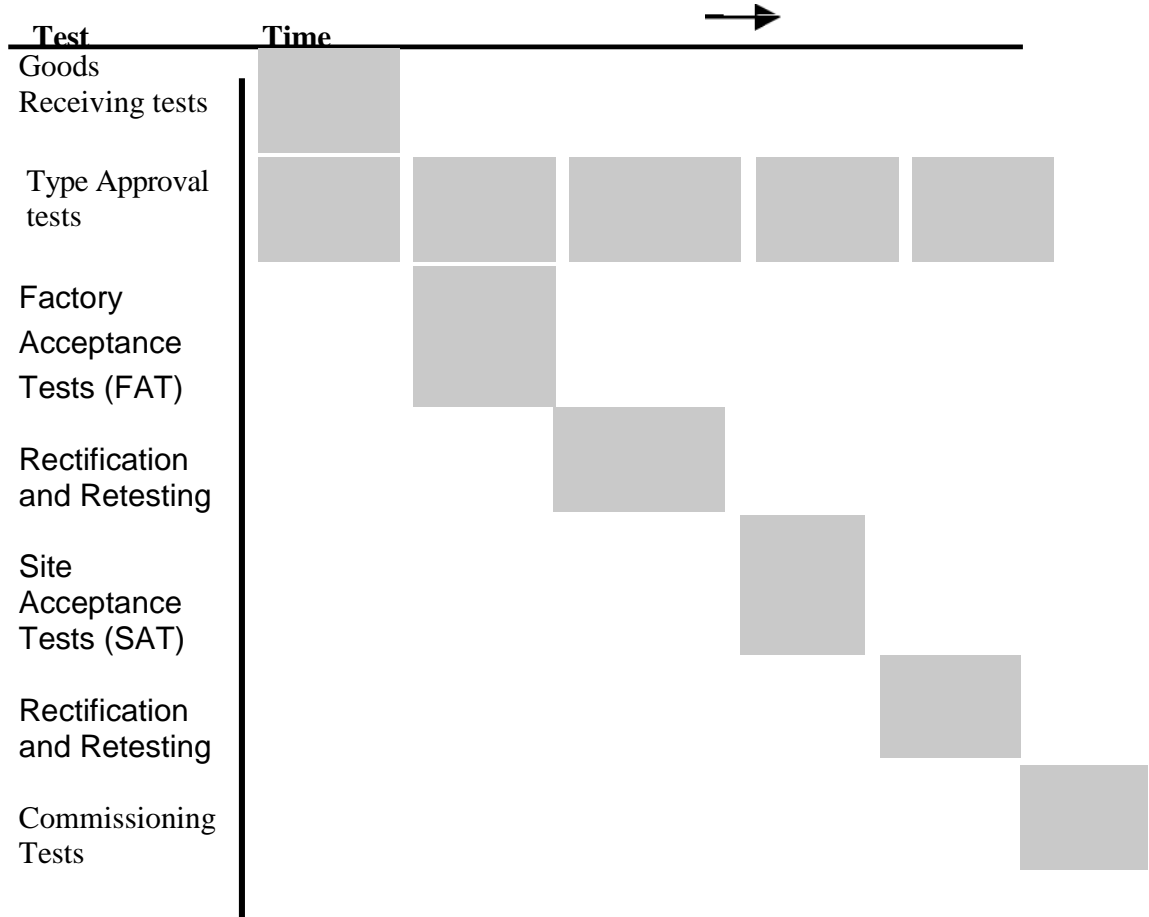 Test Time
Goods
Receiving tests
Type Approval
tests
Factory
Acceptance
Tests (FAT)
Rectification
and Retesting
Site
Acceptance
Tests (SAT)
Rectification
and Retesting
Commissioning
Tests